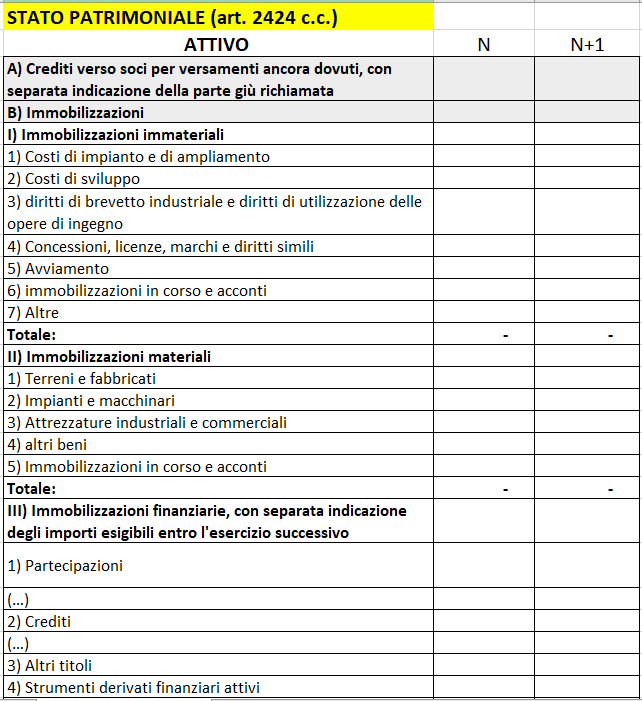 STATO PATRIMONIALE (art. 2424 c.c.)
ATTIVO N N+1
A) Crediti verso soci per versamenti ancora dovuti, con
separata indicazione della parte giù richiamata
B) Immobilizzazioni
I) Immobilizzazioni immateriali
1) Costi di impianto e di ampliamento
2) Costi di sviluppo
3) diritti di brevetto industriale e diritti di utilizzazione delle
opere di ingegno
4) Concessioni, licenze, marchi e diritti simili
5) Avviamento
6) immobilizzazioni in corso e acconti
7) Altre
Totale: - -
II) Immobilizzazioni materiali
1) Terreni e fabbricati
2) Impianti e macchinari
3) Attrezzature industriali e commerciali
4) altri beni
5) Immobilizzazioni in corso e acconti
Totale: - -
III) Immobilizzazioni finanziarie, con separata indicazione
degli importi esigibili entro l'esercizio successivo
1) Partecipazioni
(...)
2) Crediti
(...)
3) Altri titoli
4) Strumenti derivati finanziari attivi